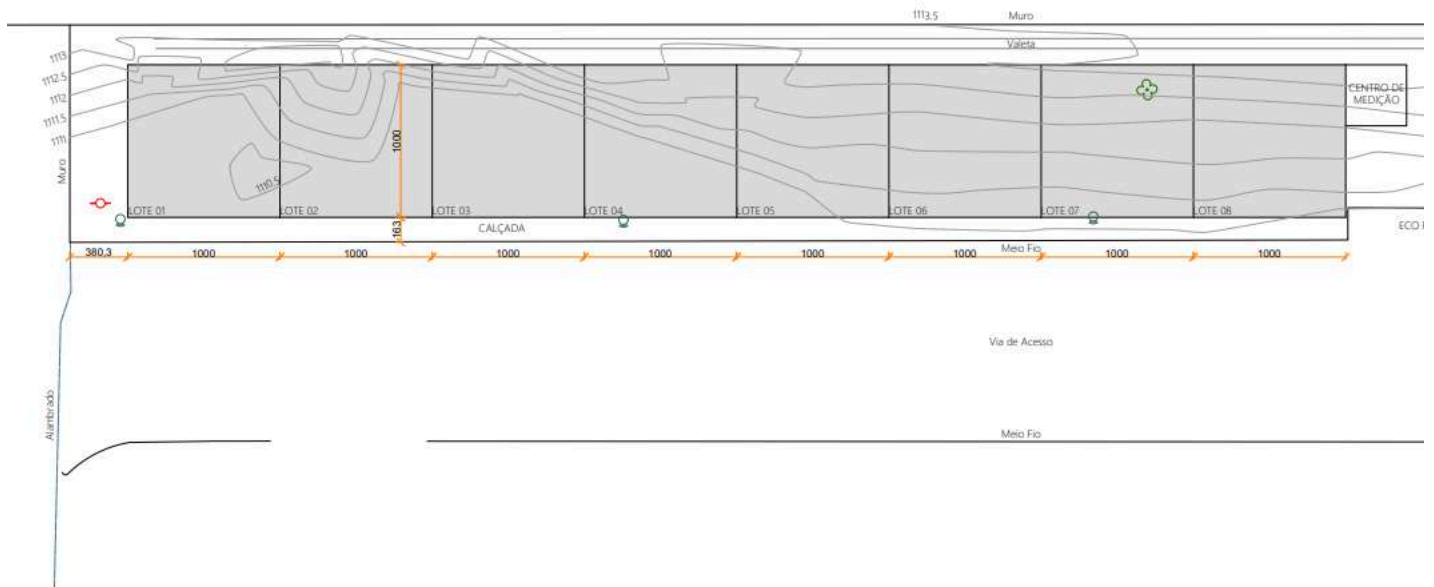 1113.5
Muro
Valeta
1113
1112.5
1112
1111.5
1111
Muro
CENTRO DE
MEDIÇÃO
1000
1110.5
LOTE 01
LOTE 02
LOTE 03
LOTE 04
LOTE 05
LOTE 06
LOTE 07
LOTE 08
163
CALÇADA
ECO
Meio Fio
380,3
1000
1000
1000
1000
1000
1000
1000
1000
Via de Acesso
Alambrado
Meio Fio